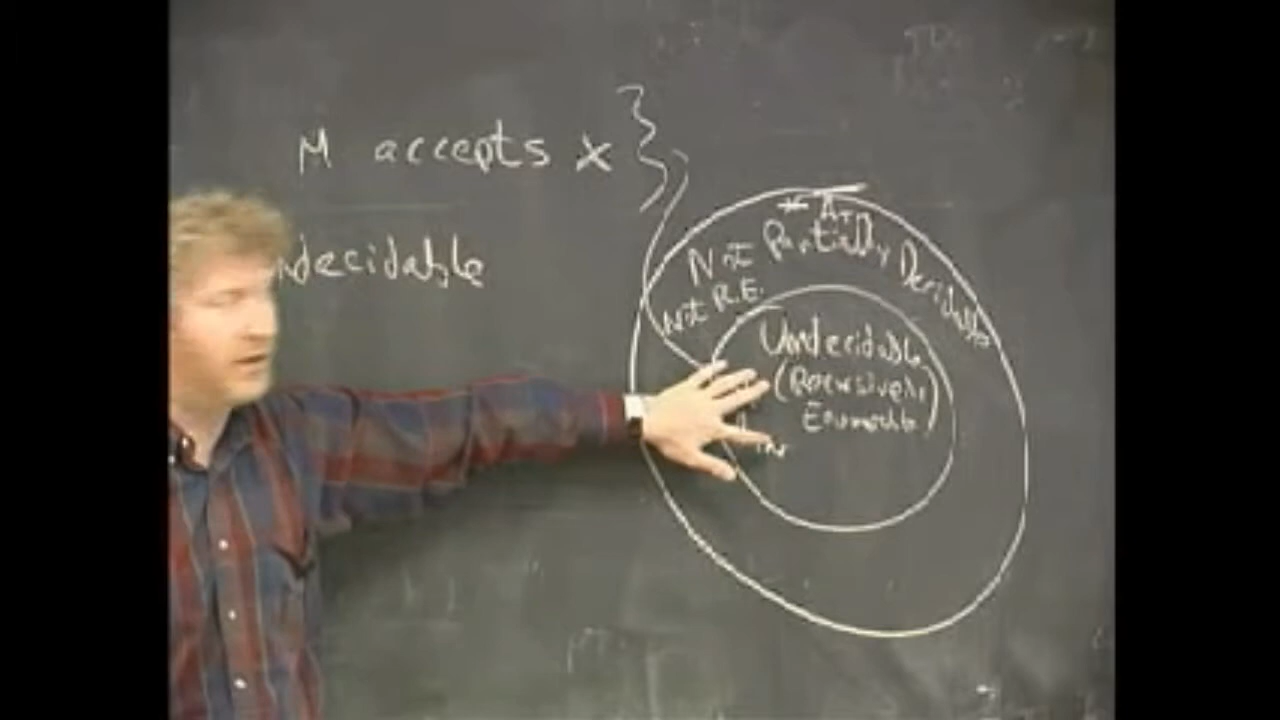 M accepts x
ndecidable
Not Partially Decidable
Not R.E.
Undecidable
(Recursively
Enumerable)